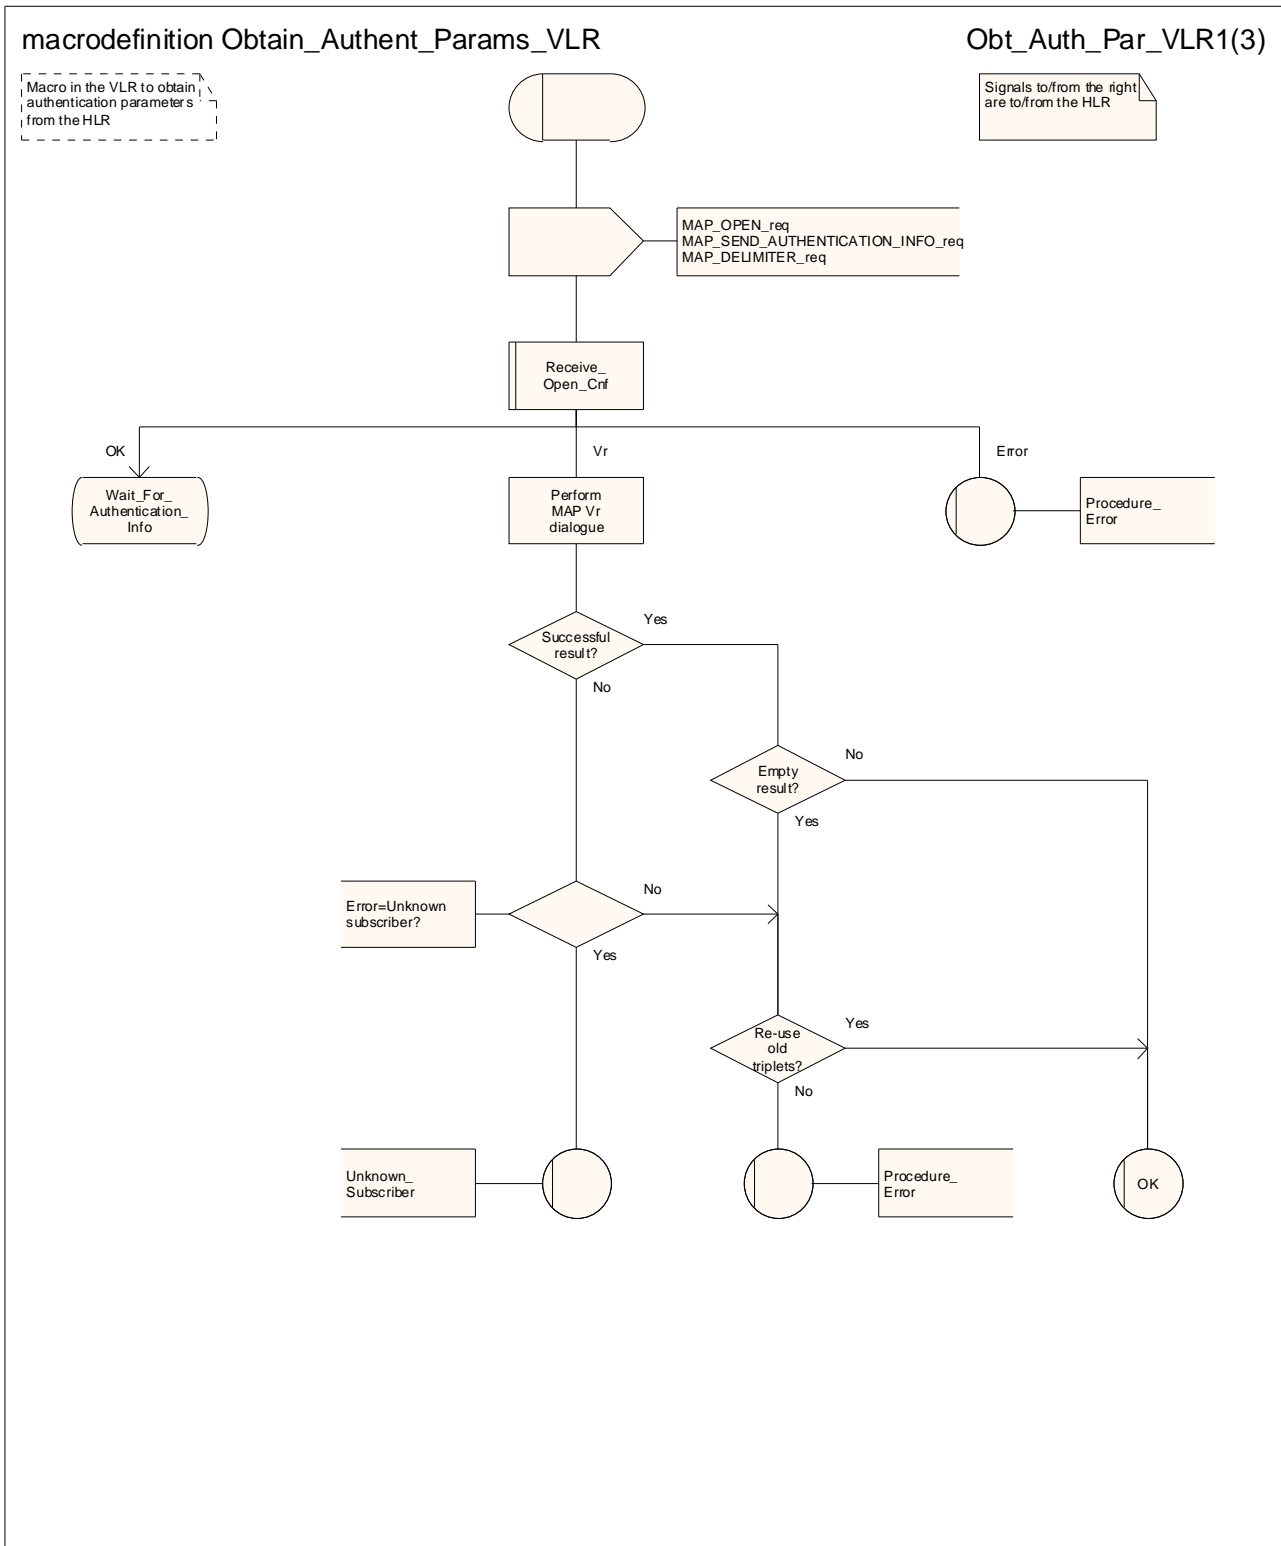 macrodefinition Obtain_Authent_Params_VLR
Obt_Auth_Par_VLR1(3)
Macro in the VLR to obtain
authentication parameters
from the HLR
Signals to/from the right
are to/from the HLR
MAP_OPEN_req
MAP_SEND_AUTHENTICATION_INFO_req
MAP_DELIMITER_req
Receive_
Open_Cnf
OK
Vr
Error
Wait_For_
Authentication_
Info
Perform
MAP Vr
dialogue
Procedure_
Error
Successful
result?
Yes
No
Empty
result?
No
Yes
Error=Unknown
subscriber?
No
Yes
Re-use
old
triplets?
Yes
No
Unknown_
Subscriber
Procedure_
Error
OK